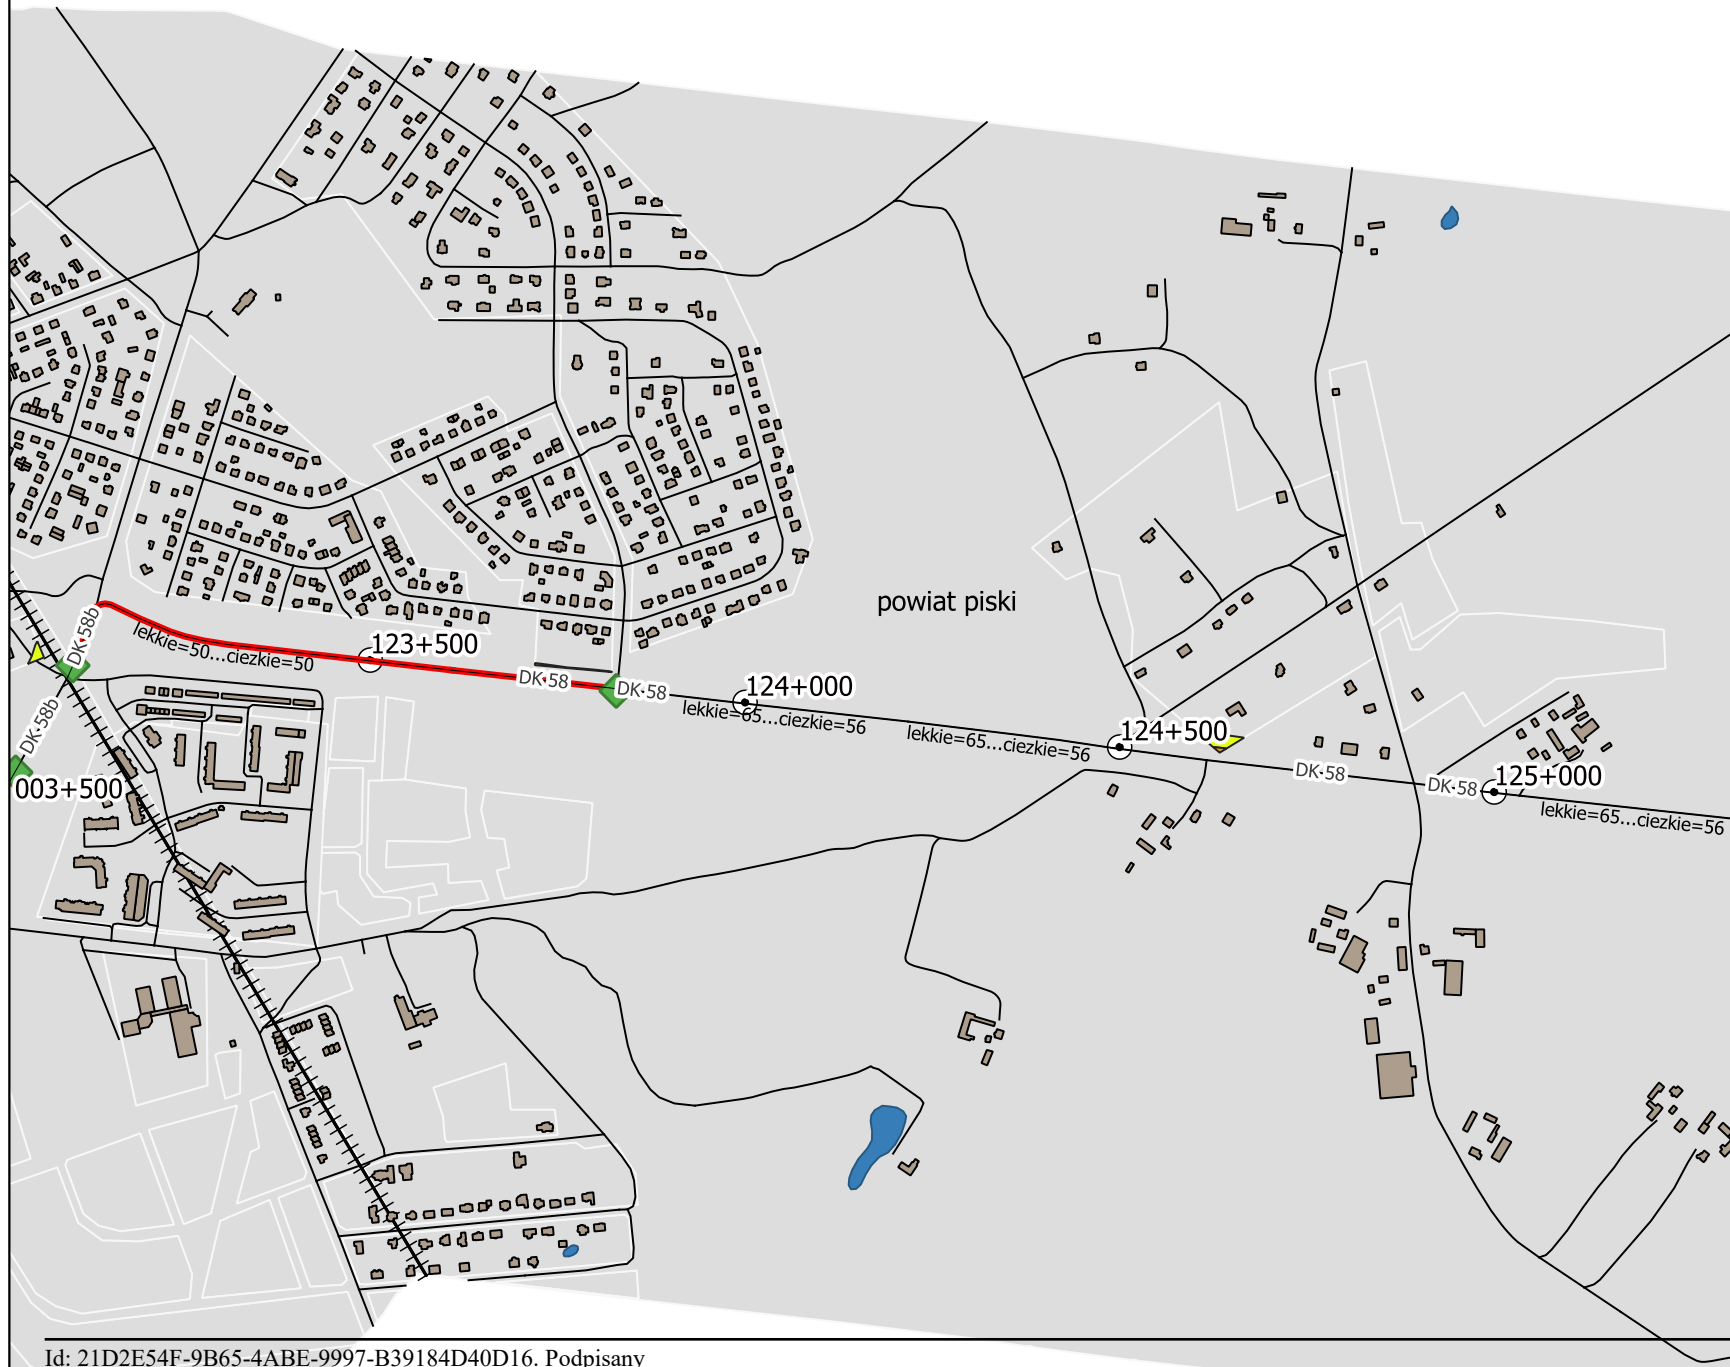 powiat piski
DK-58b
lekkie=50...ciezkie=50
123+500
DK-58
DK-58
124+000
lekkie=65...ciezkie=56
lekkie=65...ciezkie=56
124+500
DK-58b
003+500
DK-58
DK-58
125+000
lekkie=65...ciezkie=56
Id: 21D2E54F-9B65-4ABE-9997-B39184D40D16. Podpisany